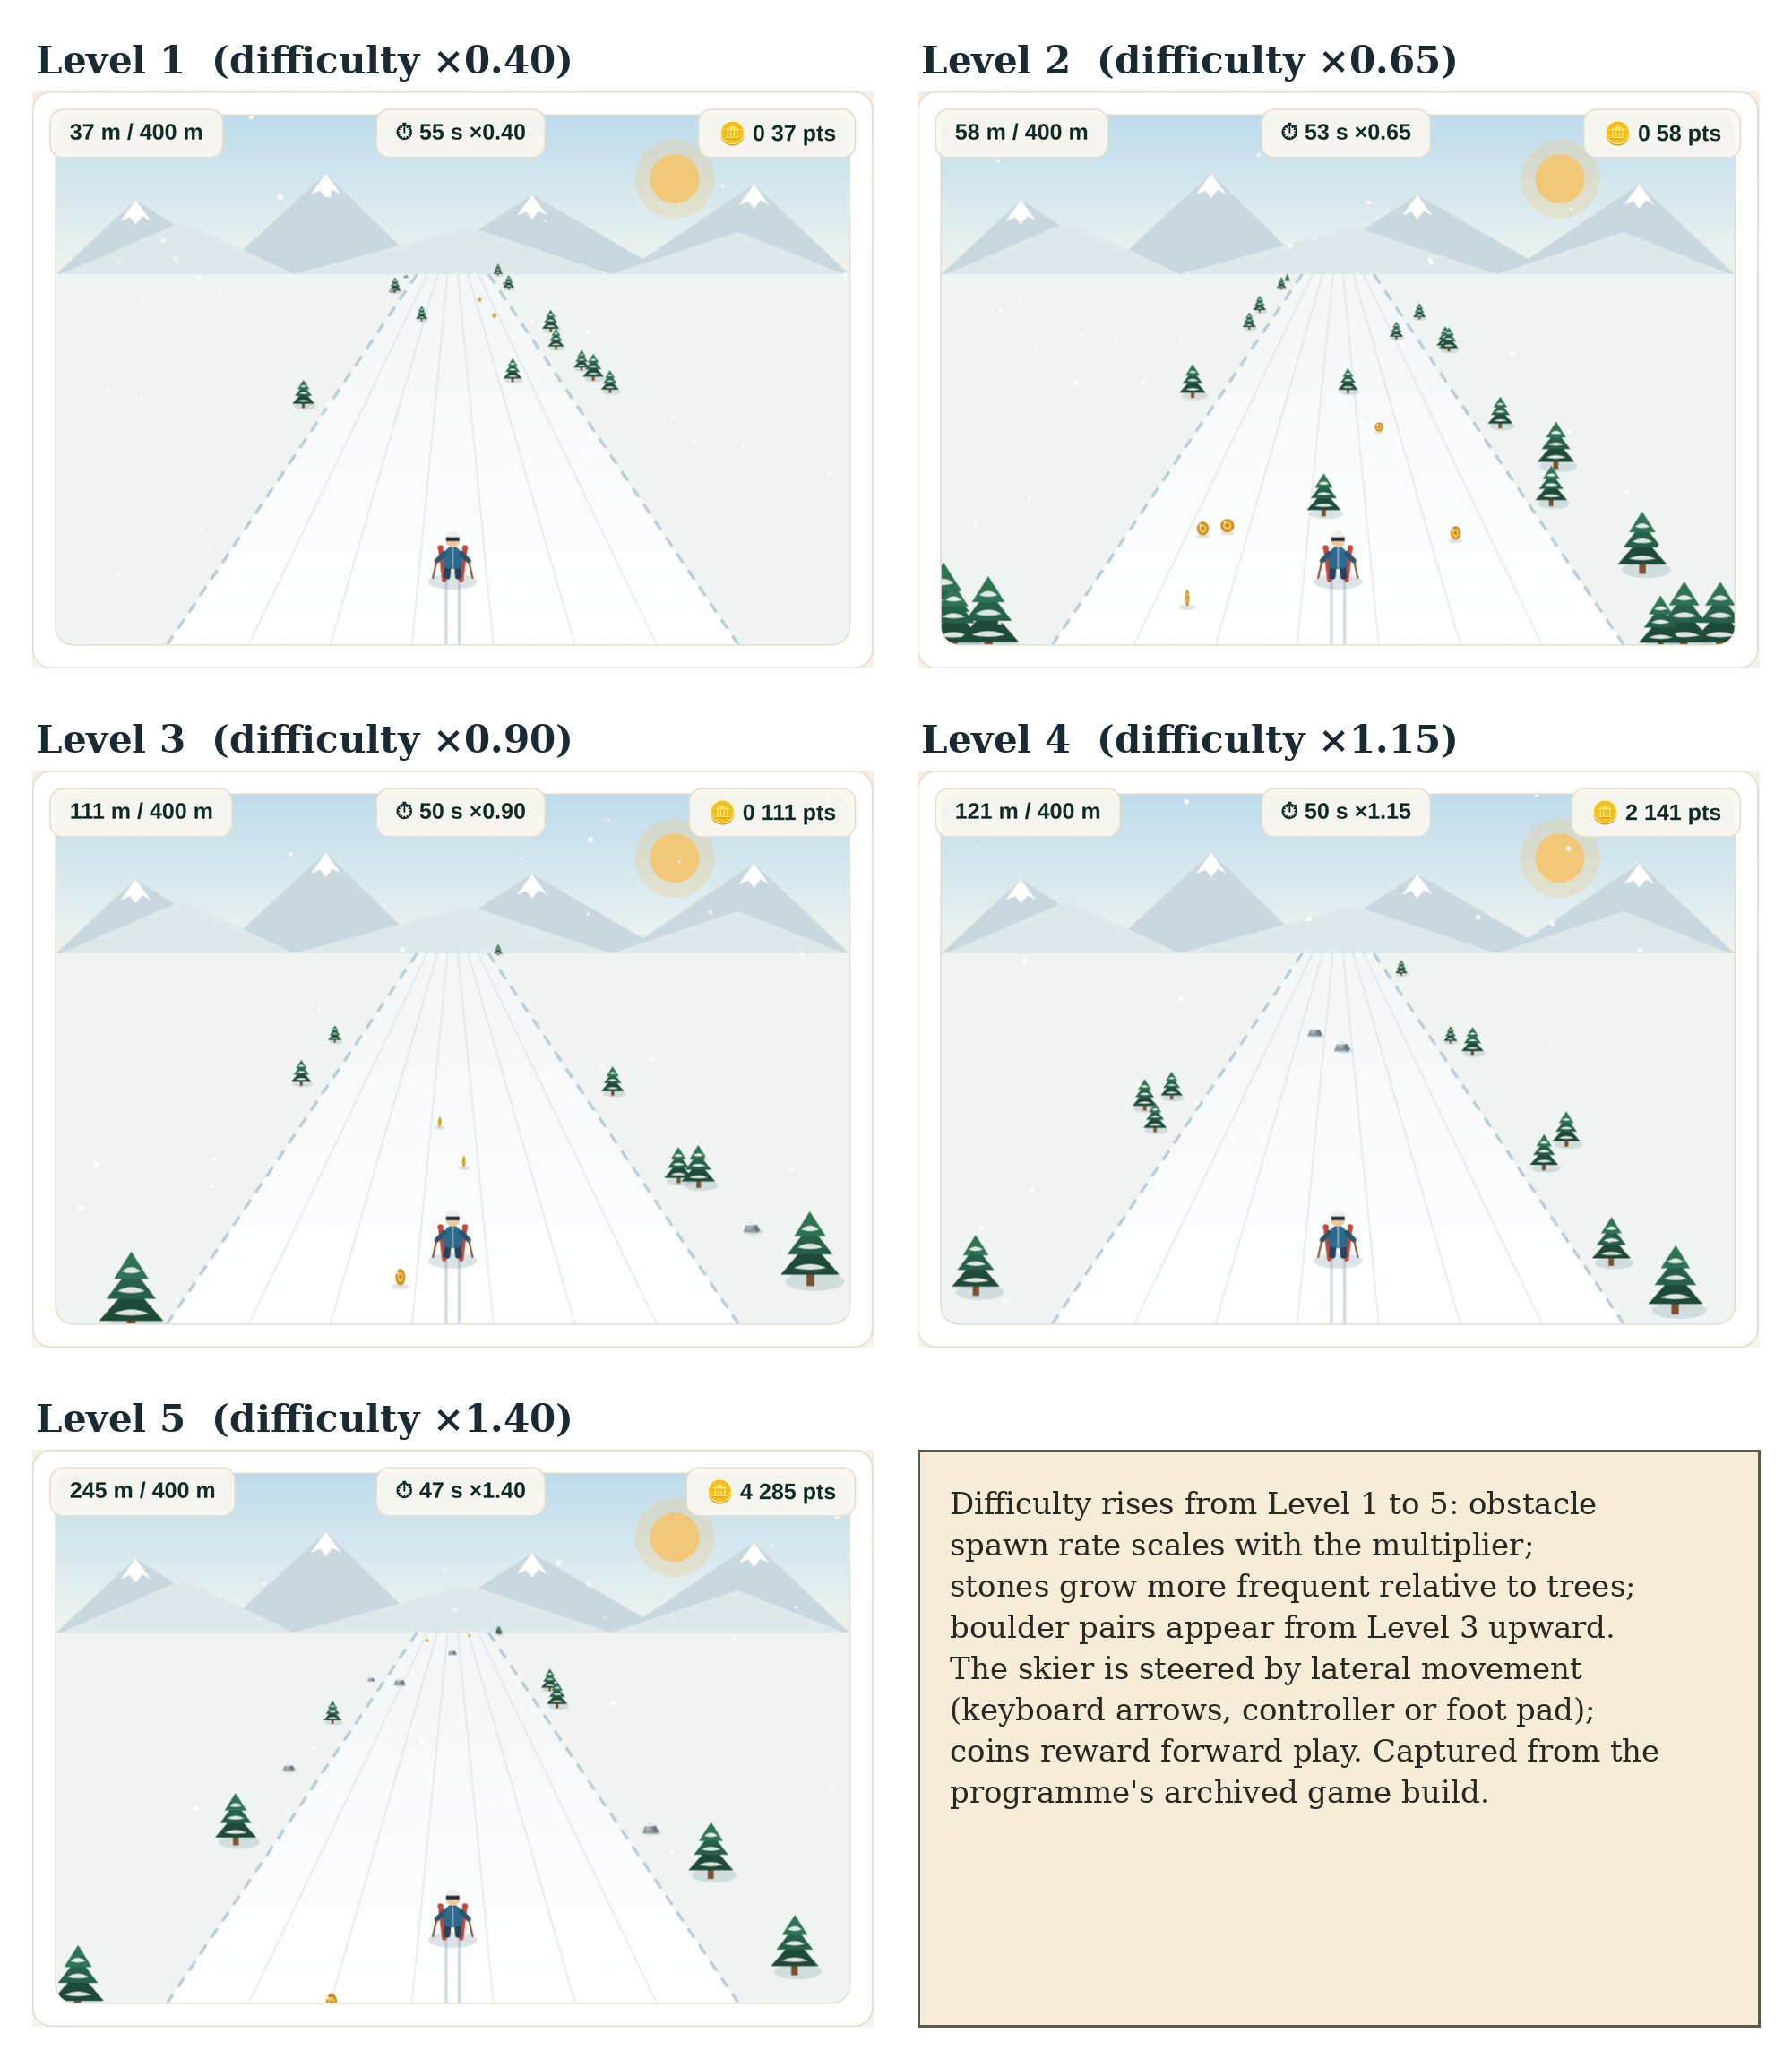 Level 1 (difficulty ×0.40)
37 m / 400 m
⏱ 55 s ×0.40
🪙 0 37 pts
Level 2 (difficulty ×0.65)
58 m / 400 m
⏱ 53 s ×0.65
🪙 0 58 pts
Level 3 (difficulty ×0.90)
111 m / 400 m
⏱ 50 s ×0.90
🪙 0 111 pts
Level 4 (difficulty ×1.15)
121 m / 400 m
⏱ 50 s ×1.15
🪙 2 141 pts
Level 5 (difficulty ×1.40)
245 m / 400 m
⏱ 47 s ×1.40
🪙 4 285 pts
Difficulty rises from Level 1 to 5: obstacle
spawn rate scales with the multiplier;
stones grow more frequent relative to trees;
boulder pairs appear from Level 3 upward.
The skier is steered by lateral movement
(keyboard arrows, controller or foot pad);
coins reward forward play. Captured from the
programme's archived game build.